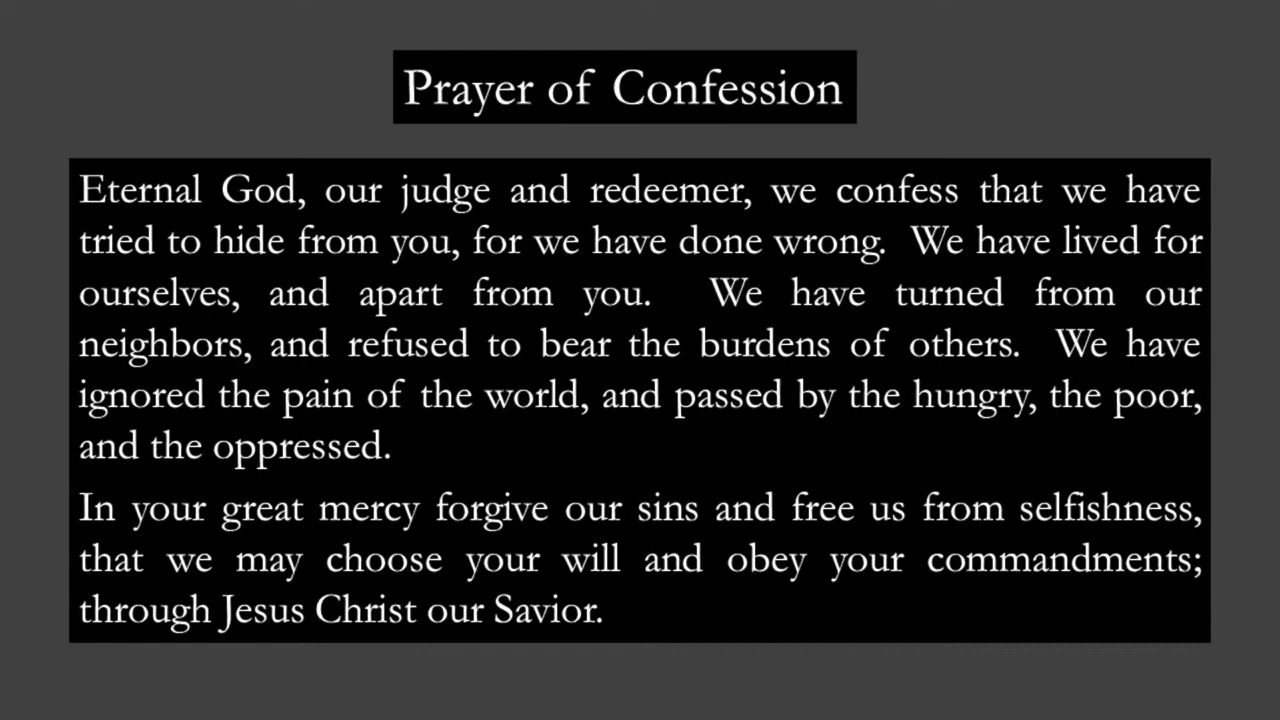 Prayer of Confession
Eternal God, our judge and redeemer, we confess that we have
tried to hide from you, for we have done wrong. We have lived for
ourselves, and apart from you. We have turned from our
neighbors, and refused to bear the burdens of others. We have
ignored the pain of the world, and passed by the hungry, the poor,
and the oppressed.
In your great mercy forgive our sins and free us from selfishness,
that we may choose your will and obey your commandments;
through Jesus Christ our Savior.